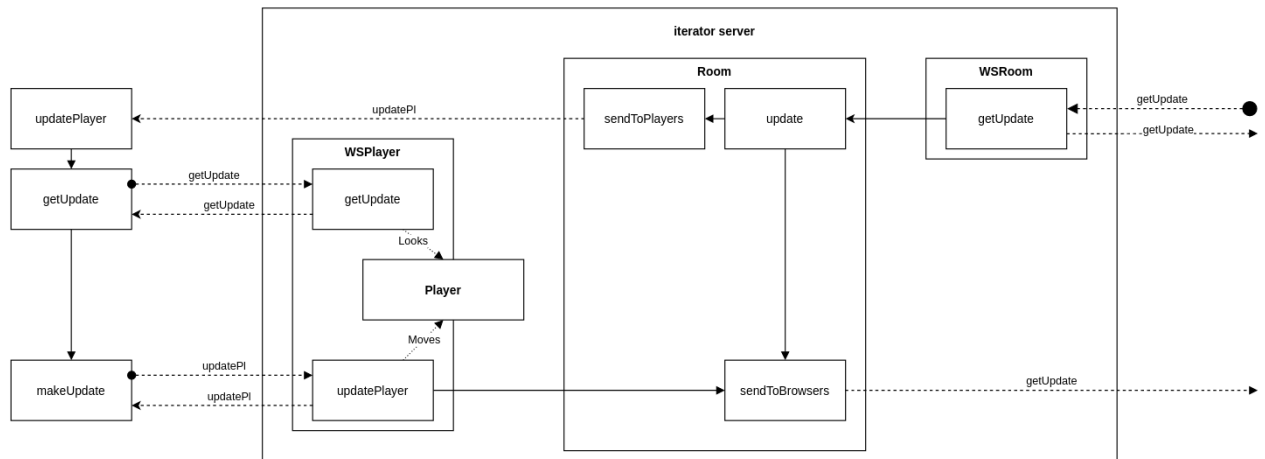 iterator server
Room
WSRoom
updatePlayer
updatePl
sendToPlayers
update
getUpdate
getUpdate
getUpdate
WSPlayer
getUpdate
getUpdate
getUpdate
getUpdate
Looks
Player
Moves
makeUpdate
updatePl
updatePl
updatePlayer
sendToBrowsers
getUpdate